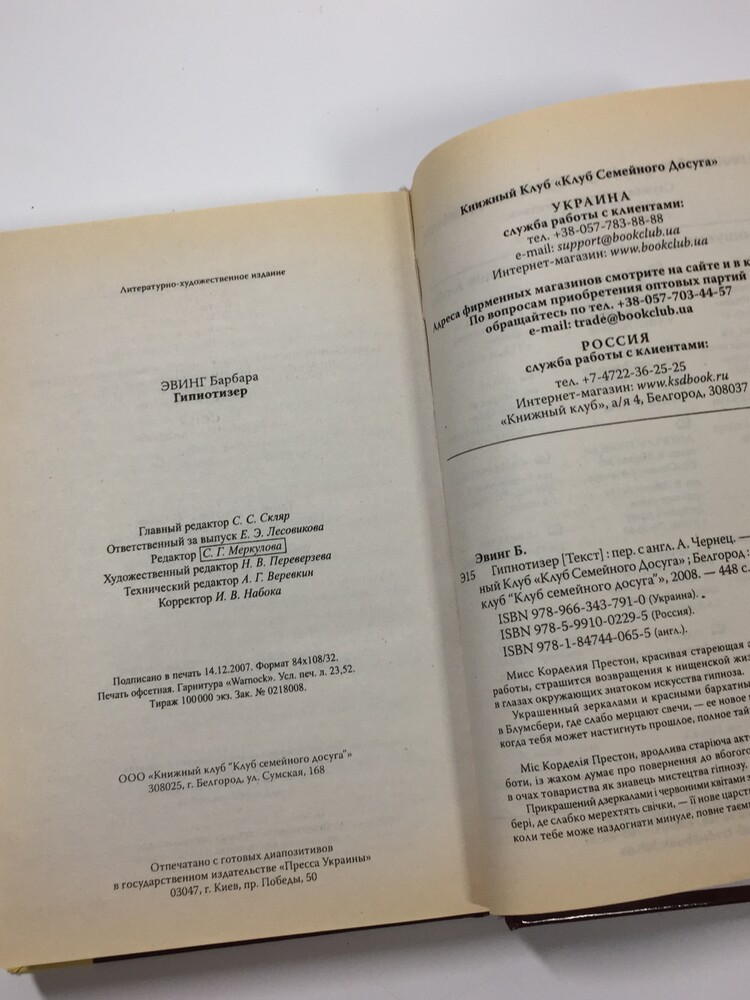 Литературно-художественное издание
ЭВИНГ Барбара
Гипнотизер
Главный редактор С. С. Скляр
Ответственный за выпуск Е. Э. Лесовикова
Редактор С. Г. Меркулова
Художественный редактор Н. В. Переверзева
Технический редактор А. Г. Веревкин
Корректор И. В. Набока
Подписано в печать 14.12.2007. Формат 84x108/32.
Печать офсетная. Гарнитура «Warnock». Усл. печ. л. 23,52.
Тираж 100000 экз. Зак. № 0218008.
ООО «Книжный клуб "Клуб семейного досуга"»
308025, г. Белгород, ул. Сумская, 168
Отпечатано с готовых диапозитивов
в государственном издательстве «Пресса Украины»
03047, г. Киев, пр. Победы, 50
Книжный Клуб «Клуб Семейного Досуга»
УКРАИНА
служба работы с клиентами:
тел. +38-057-783-88-88
e-mail: support@bookclub.ua
Интернет-магазин: www.bookclub.ua
Адреса фирменных магазинов смотрите на сайте и в к
По вопросам приобретения оптовых партий
обращайтесь по тел. +38-057-703-44-57
e-mail: trade@bookclub.ua
РОССИЯ
служба работы с клиентами:
тел. +7-4722-36-25-25
Интернет-магазин: www.ksdbook.ru
«Книжный клуб», а/я 4, Белгород, 308037
Эвинг Б.
Э15 Гипнотизер [Текст] : пер. с англ. А. Чернец. —
ный Клуб «Клуб Семейного Досуга» ; Белгород :
клуб "Клуб семейного досуга"», 2008. — 448 с.
ISBN 978-966-343-791-0 (Украина).
ISBN 978-5-9910-0229-5 (Россия).
ISBN 978-1-84744-065-5 (англ.).
Мисс Корделия Престон, красивая стареющая а
работы, страшится возвращения к нищенской жиз
в глазах окружающих знатоком искусства гипноза.
Украшенный зеркалами и красными бархатны
в Блумсбери, где слабо мерцают свечи, — ее новое
когда тебя может настигнуть прошлое, полное тай
Міс Корделія Престон, вродлива старіюча акт
боти, із жахом думає про повернення до вбогого
в очах товариства як знавець мистецтва гіпнозу.
Прикрашений дзеркалами і червоними квітами з
бері, де слабко мерехтять свічки, — її нове царст
коли тебе може наздогнати минуле, повне таєм